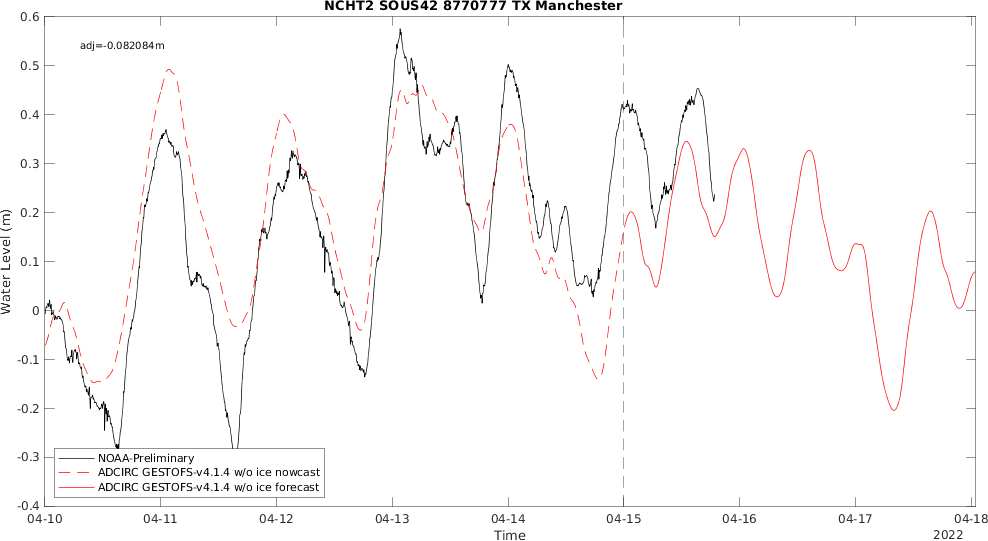 NCHT2 SOUS42 8770777 TX Manchester
adj=-0.082084m
0.6
0.5
0.4
0.3
0.2
0.1
0
-0.1
-0.2
-0.3
-0.4
Water Level (m)
NOAA-Preliminary
ADCIRC GESTOFS-v4.1.4 w/o ice nowcast
ADCIRC GESTOFS-v4.1.4 w/o ice forecast
04-10 04-11 04-12 04-13 04-14 04-15 04-16 04-17 04-18
Time
2022